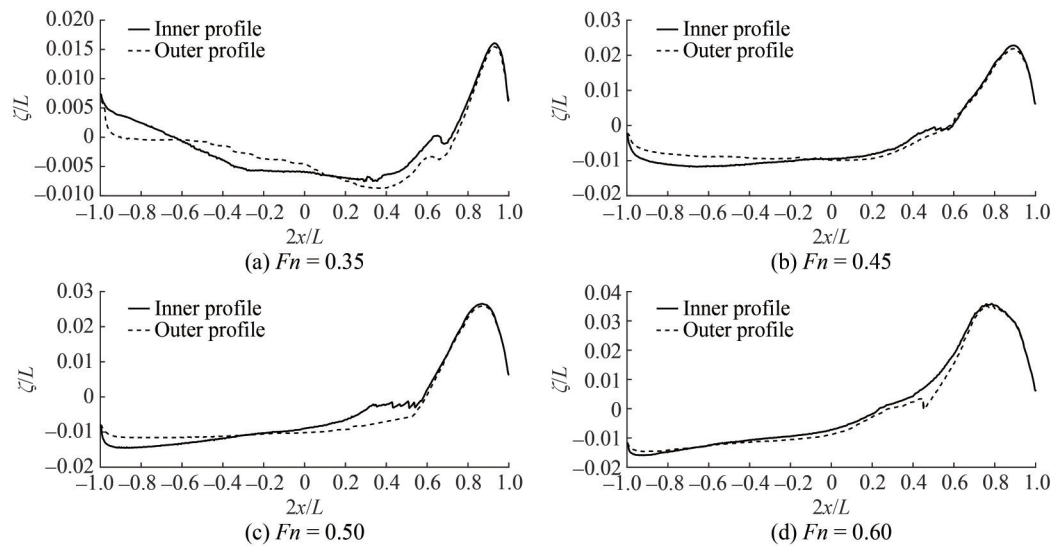 0.020
0.015
0.010
0.005
0
−0.005
−0.010
ζ/L
Inner profile
Outer profile
−1.0 −0.8 −0.6 −0.4 −0.2 0 0.2 0.4 0.6 0.8 1.0
2x/L
(a) Fn = 0.35
0.04
0.03
0.02
0.01
0
−0.01
−0.02
ζ/L
Inner profile
Outer profile
−1.0 −0.8 −0.6 −0.4 −0.2 0 0.2 0.4 0.6 0.8 1.0
2x/L
(b) Fn = 0.45
0.03
0.02
0.01
0
−0.01
−0.02
ζ/L
Inner profile
Outer profile
−1.0 −0.8 −0.6 −0.4 −0.2 0 0.2 0.4 0.6 0.8 1.0
2x/L
(c) Fn = 0.50
0.04
0.03
0.02
0.01
0
−0.01
−0.02
ζ/L
Inner profile
Outer profile
−1.0 −0.8 −0.6 −0.4 −0.2 0 0.2 0.4 0.6 0.8 1.0
2x/L
(d) Fn = 0.60